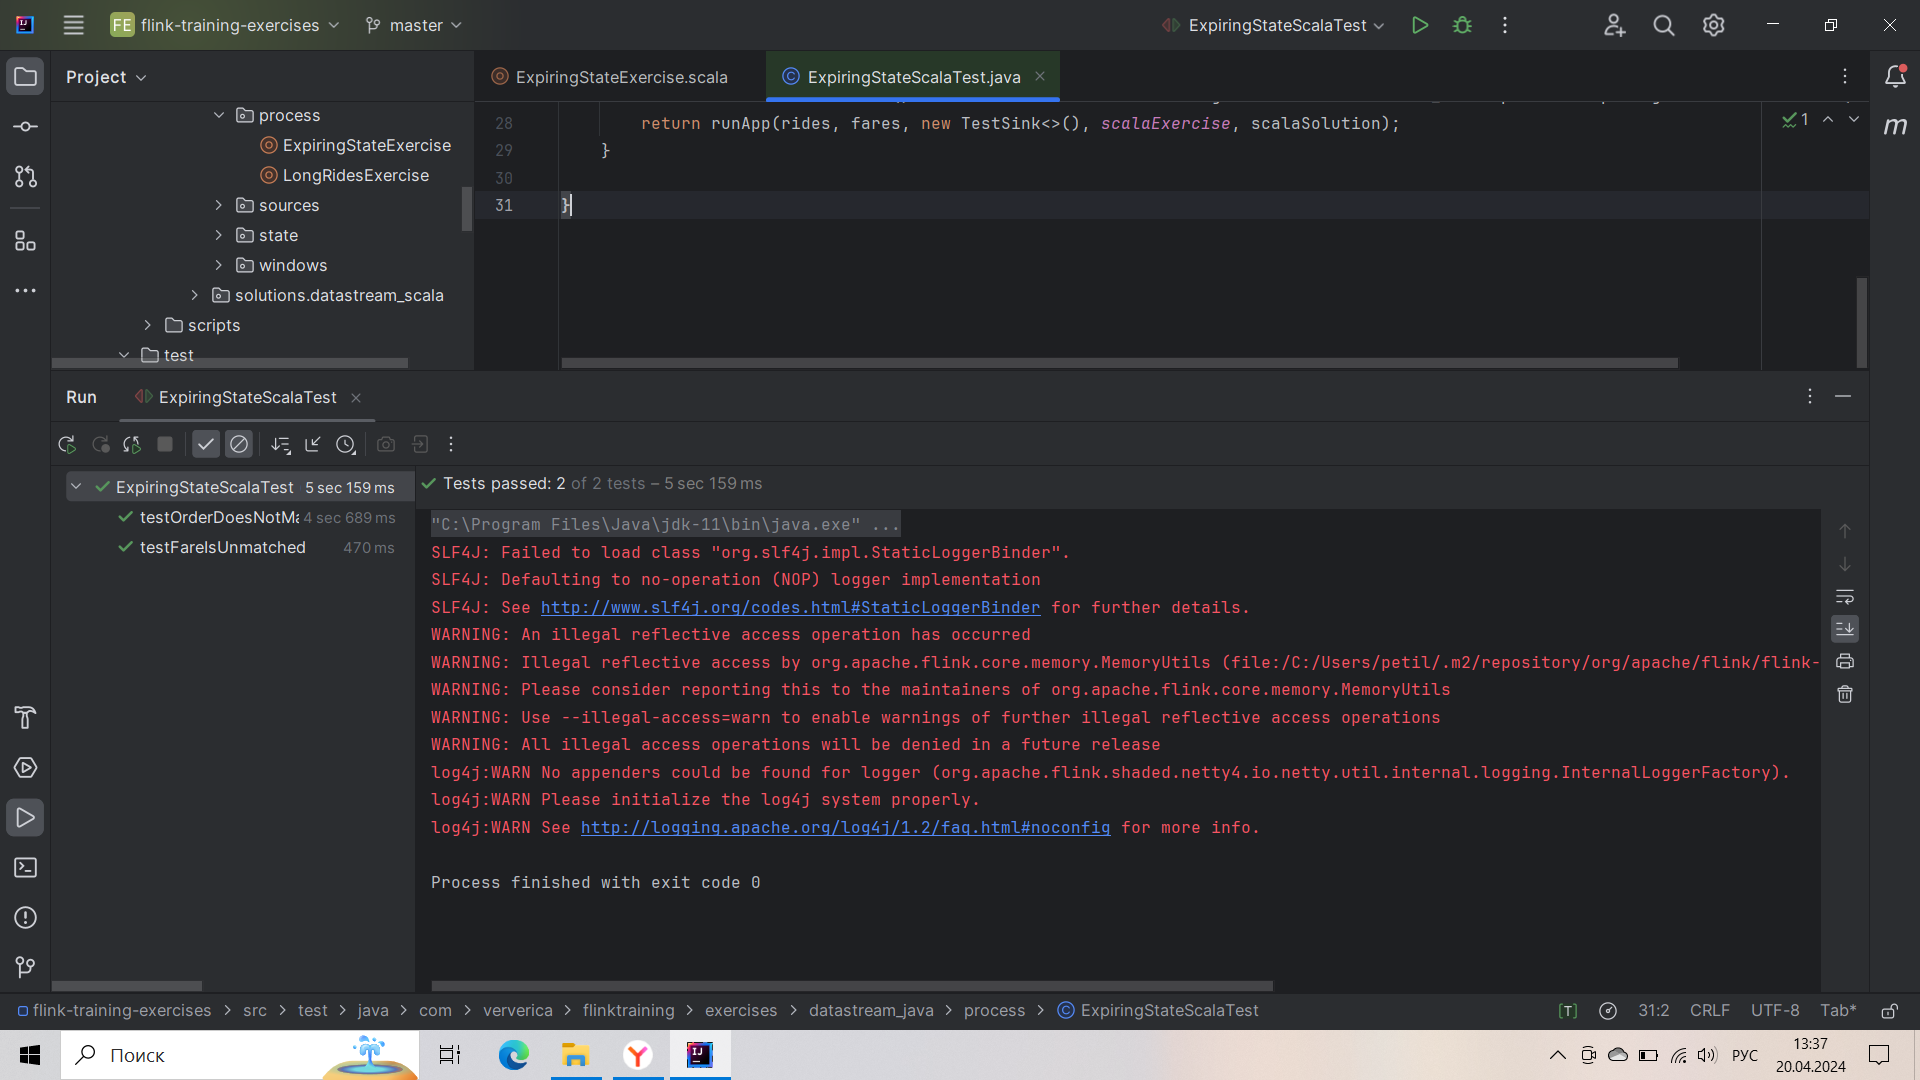 FE flink-training-exercises master ExpiringStateScalaTest
Project
ExpiringStateExercise.scala ExpiringStateScalaTest.java
process
ExpiringStateExercise
LongRidesExercise
sources
state
windows
solutions.datastream_scala
scripts
test
28 return runApp(rides, fares, new TestSink<>(), scalaExercise, scalaSolution);
29 }
30
31 }
1
m
Run ExpiringStateScalaTest
ExpiringStateScalaTest 5 sec 159 ms
testOrderDoesNotMa 4 sec 689 ms
testFareIsUnmatched 470 ms
Tests passed: 2 of 2 tests – 5 sec 159 ms
"C:\Program Files\Java\jdk-11\bin\java.exe" ...
SLF4J: Failed to load class "org.slf4j.impl.StaticLoggerBinder".
SLF4J: Defaulting to no-operation (NOP) logger implementation
SLF4J: See http://www.slf4j.org/codes.html#StaticLoggerBinder for further details.
WARNING: An illegal reflective access operation has occurred
WARNING: Illegal reflective access by org.apache.flink.core.memory.MemoryUtils (file:/C:/Users/petil/.m2/repository/org/apache/flink/flink-
WARNING: Please consider reporting this to the maintainers of org.apache.flink.core.memory.MemoryUtils
WARNING: Use --illegal-access=warn to enable warnings of further illegal reflective access operations
WARNING: All illegal access operations will be denied in a future release
log4j:WARN No appenders could be found for logger (org.apache.flink.shaded.netty4.io.netty.util.internal.logging.InternalLoggerFactory).
log4j:WARN Please initialize the log4j system properly.
log4j:WARN See http://logging.apache.org/log4j/1.2/faq.html#noconfig for more info.
Process finished with exit code 0
flink-training-exercises > src > test > java > com > ververica > flinktraining > exercises > datastream_java > process > ExpiringStateScalaTest
[T] 31:2 CRLF UTF-8 Tab*
Поиск
РУС
13:37
20.04.2024